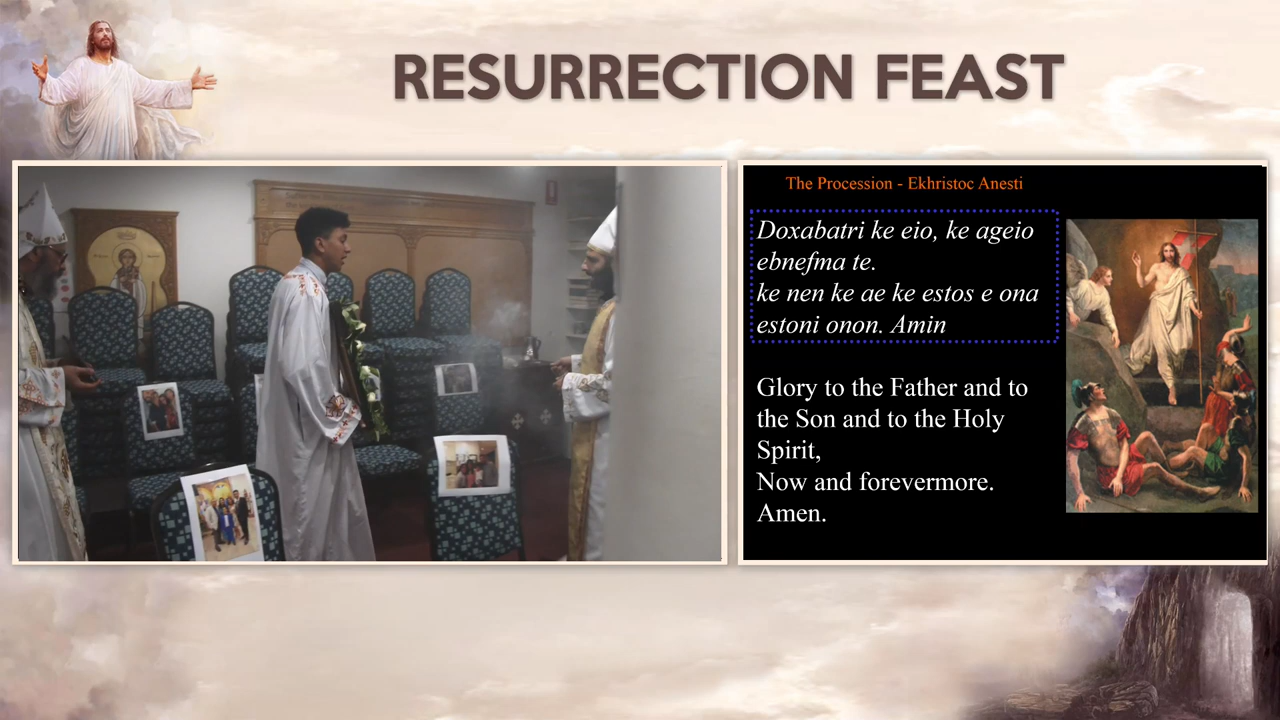 RESURRECTION FEAST
The Procession - Ekhristoc Anesti
Doxabatri ke eio, ke ageio
ebnefma te.
ke nen ke ae ke estos e ona
estoni onon. Amin
Glory to the Father and to
the Son and to the Holy
Spirit,
Now and forevermore.
Amen.